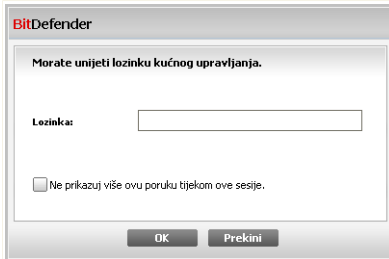 BitDefender
Morate unijeti lozinku kućnog upravljanja.
Lozinka:
Ne prikazuj više ovu poruku tijekom ove sesije.
OK Prekini